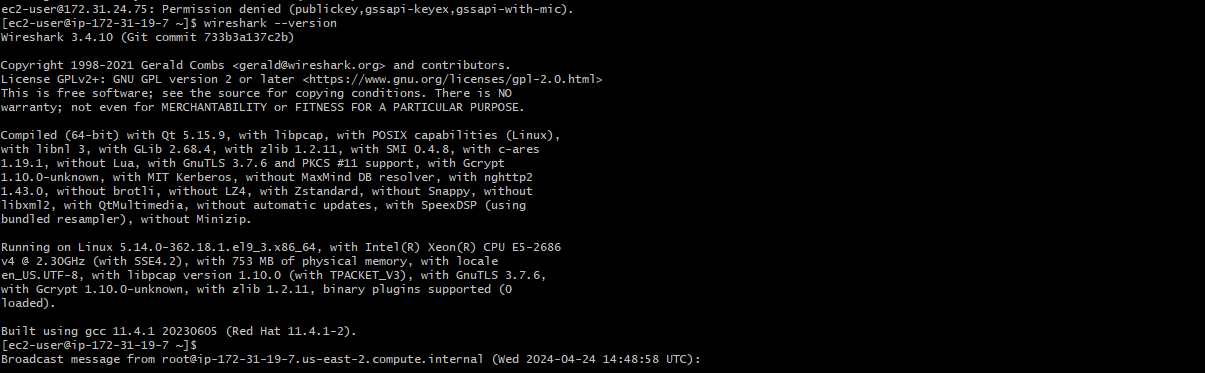 ec2-user@172.31.24.75: Permission denied (publickey,gssapi-keyex,gssapi-with-mic).
[ec2-user@ip-172-31-19-7 ~]$ wireshark --version
Wireshark 3.4.10 (Git commit 733b3a137c2b)
Copyright 1998-2021 Gerald Combs <gerald@wireshark.org> and contributors.
License GPLv2+: GNU GPL version 2 or later <https://www.gnu.org/licenses/gpl-2.0.html>
This is free software; see the source for copying conditions. There is NO
warranty; not even for MERCHANTABILITY or FITNESS FOR A PARTICULAR PURPOSE.
Compiled (64-bit) with Qt 5.15.9, with libpcap, with POSIX capabilities (Linux),
with libnl 3, with GLib 2.68.4, with zlib 1.2.11, with SMI 0.4.8, with c-ares
1.19.1, without Lua, with GnuTLS 3.7.6 and PKCS #11 support, with Gcrypt
1.10.0-unknown, with MIT Kerberos, without MaxMind DB resolver, with nghttp2
1.43.0, without brotli, without LZ4, with Zstandard, without Snappy, without
libxml2, with QtMultimedia, without automatic updates, with SpeexDSP (using
bundled resampler), without Minizip.
Running on Linux 5.14.0-362.18.1.el9_3.x86_64, with Intel(R) Xeon(R) CPU E5-2686
v4 @ 2.30GHz (with SSE4.2), with 753 MB of physical memory, with locale
en_US.UTF-8, with libpcap version 1.10.0 (with TPACKET_V3), with GnuTLS 3.7.6,
with Gcrypt 1.10.0-unknown, with zlib 1.2.11, binary plugins supported (0
loaded).
Built using gcc 11.4.1 20230605 (Red Hat 11.4.1-2).
[ec2-user@ip-172-31-19-7 ~]$
Broadcast message from root@ip-172-31-19-7.us-east-2.compute.internal (Wed 2024-04-24 14:48:58 UTC):